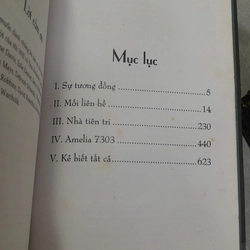 Mục lục
I. Sự tương đồng 5
II. Mối liên hệ 14
III. Nhà tiên tri 230
IV. Amelia 7303 440
V. Kẻ biết tất cả 623